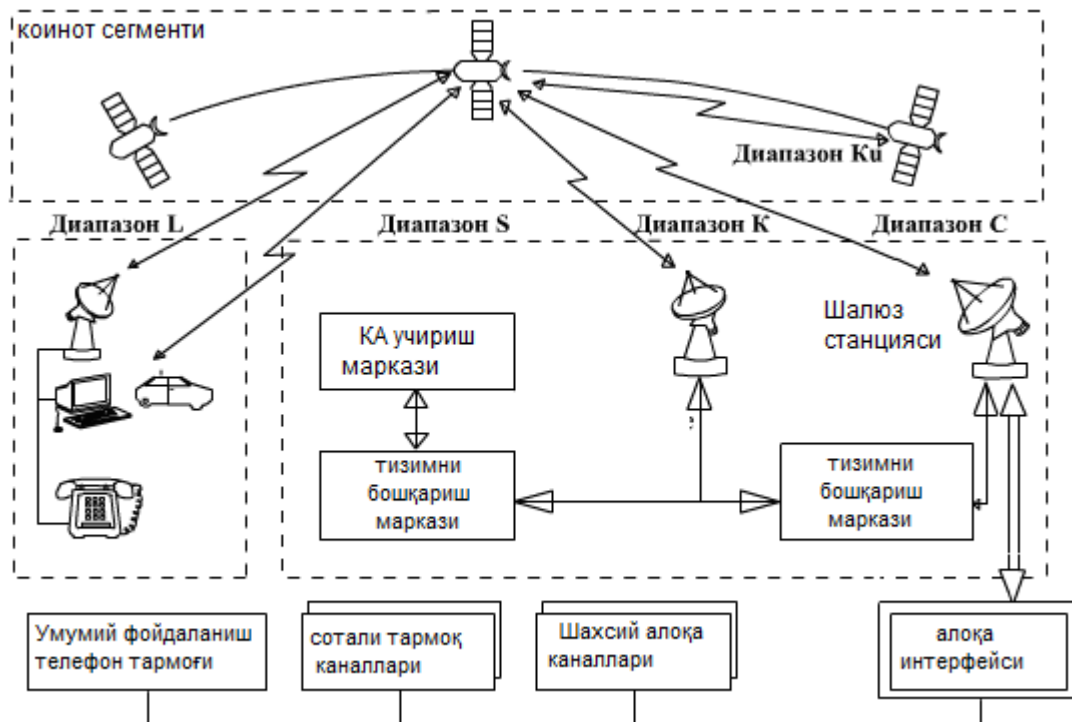 коинот сегменти
Диапазон Ku
Диапазон L
Диапазон S
Диапазон K
Диапазон C
Шалюз
станцияси
КА учириш
маркази
тизимни
бошқариш
маркази
тизимни
бошқариш
маркази
Умумий фойдаланиш
телефон тармоғи
сотали тармоқ
каналлари
Шахсий алоқа
каналлари
алоқа
интерфейси